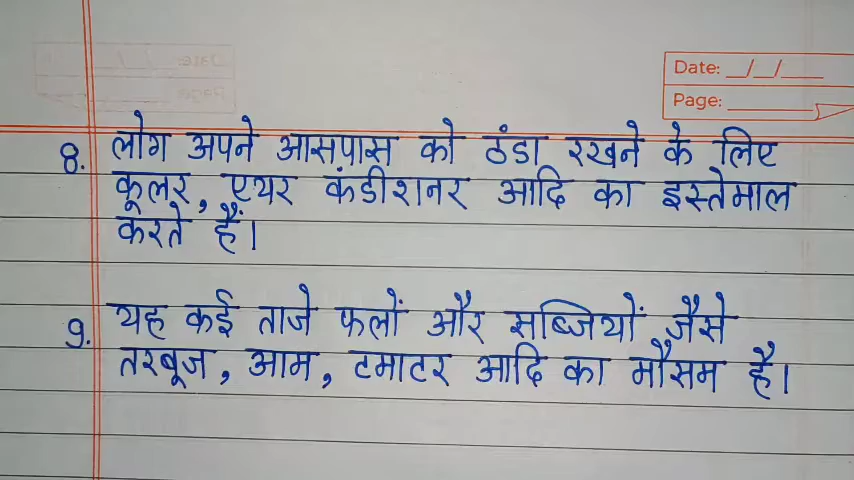 Date: __/__/____
Page: ________
8. लोग अपने आसपास को ठंडा रखने के लिए
कूलर, एयर कंडीशनर आदि का इस्तेमाल
करते हैं।
9. यह कई ताजे फलों और सब्जियों जैसे
तरबूज, आम, टमाटर आदि का मौसम है।